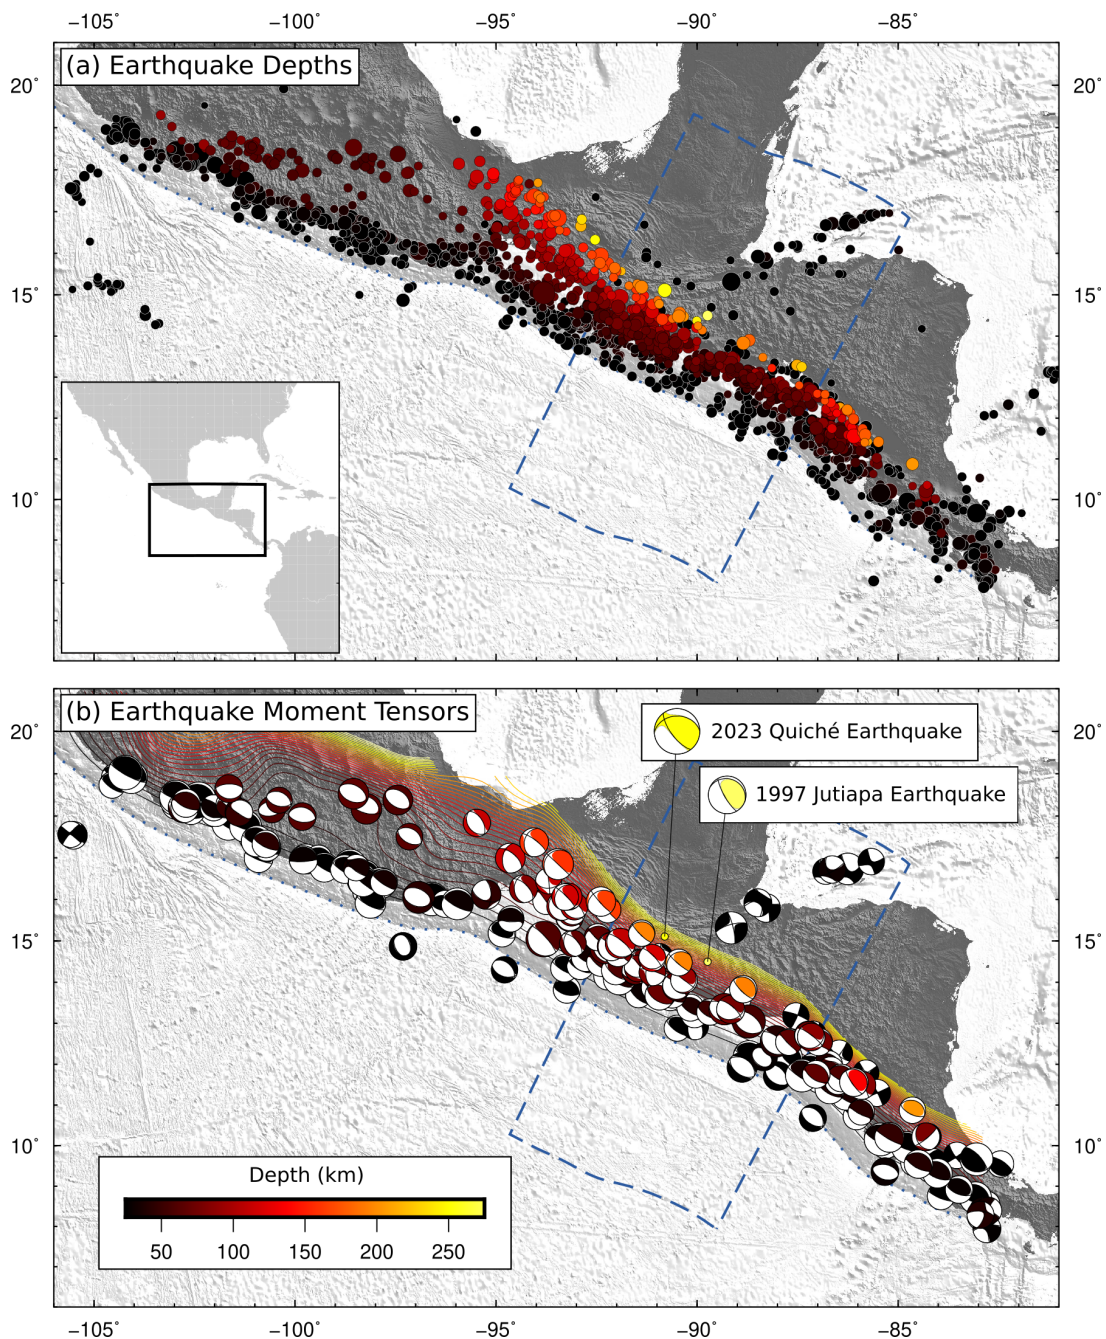 −105˚ −100˚ −95˚ −90˚ −85˚
(a) Earthquake Depths
20˚ 20˚
15˚ 15˚
10˚ 10˚
(b) Earthquake Moment Tensors
2023 Quiché Earthquake
20˚ 20˚
1997 Jutiapa Earthquake
15˚ 15˚
10˚ 10˚
Depth (km)
50 100 150 200 250
−105˚ −100˚ −95˚ −90˚ −85˚